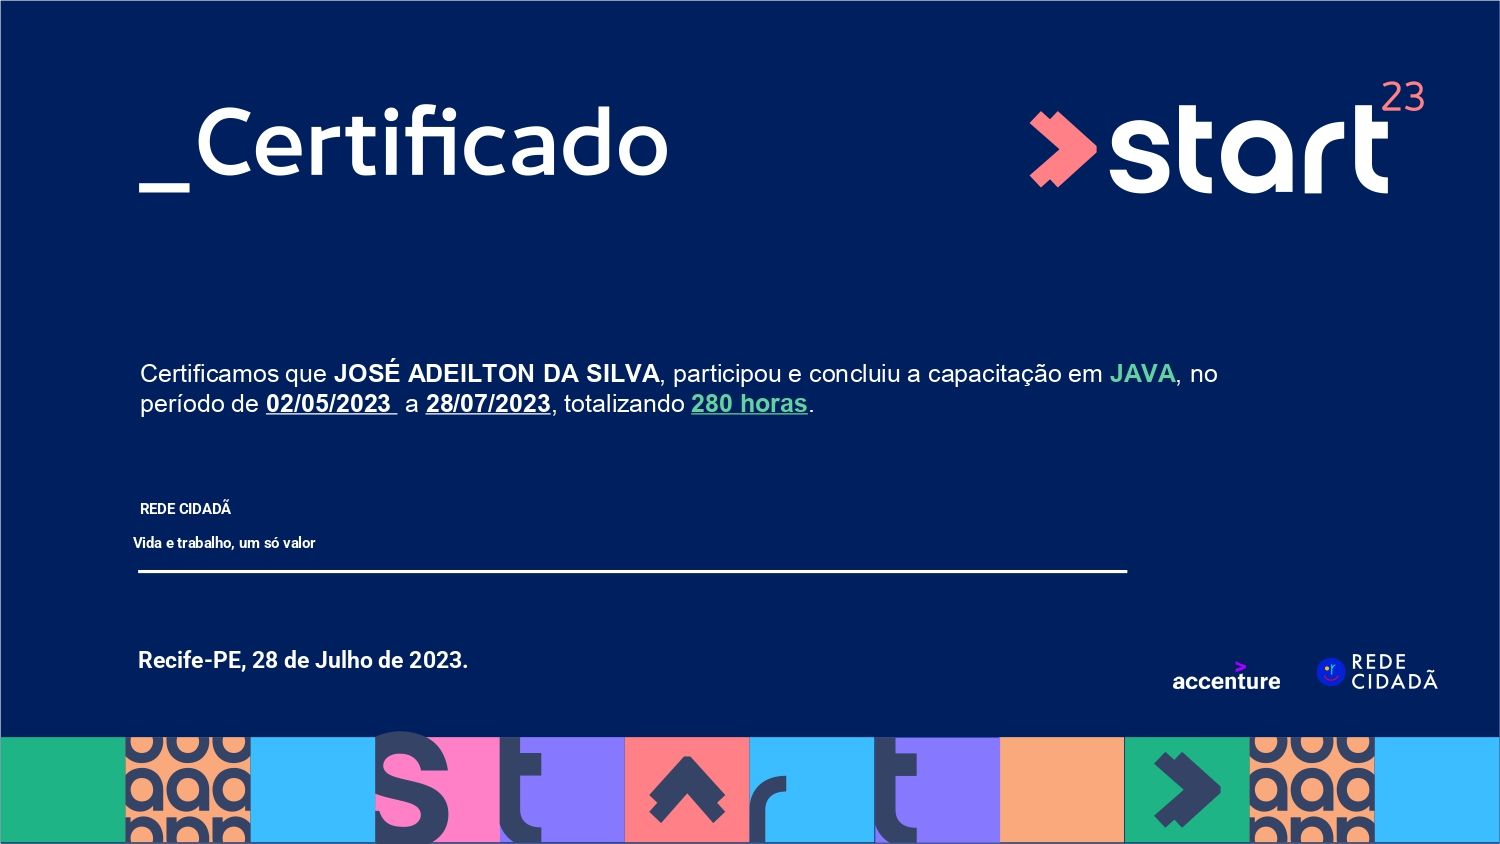 _Certificado
start 23
Certificamos que JOSÉ ADEILTON DA SILVA, participou e concluiu a capacitação em JAVA, no
período de 02/05/2023 a 28/07/2023, totalizando 280 horas.
REDE CIDADÃ
Vida e trabalho, um só valor
Recife-PE, 28 de Julho de 2023.
accenture
REDE
CIDADÃ
start